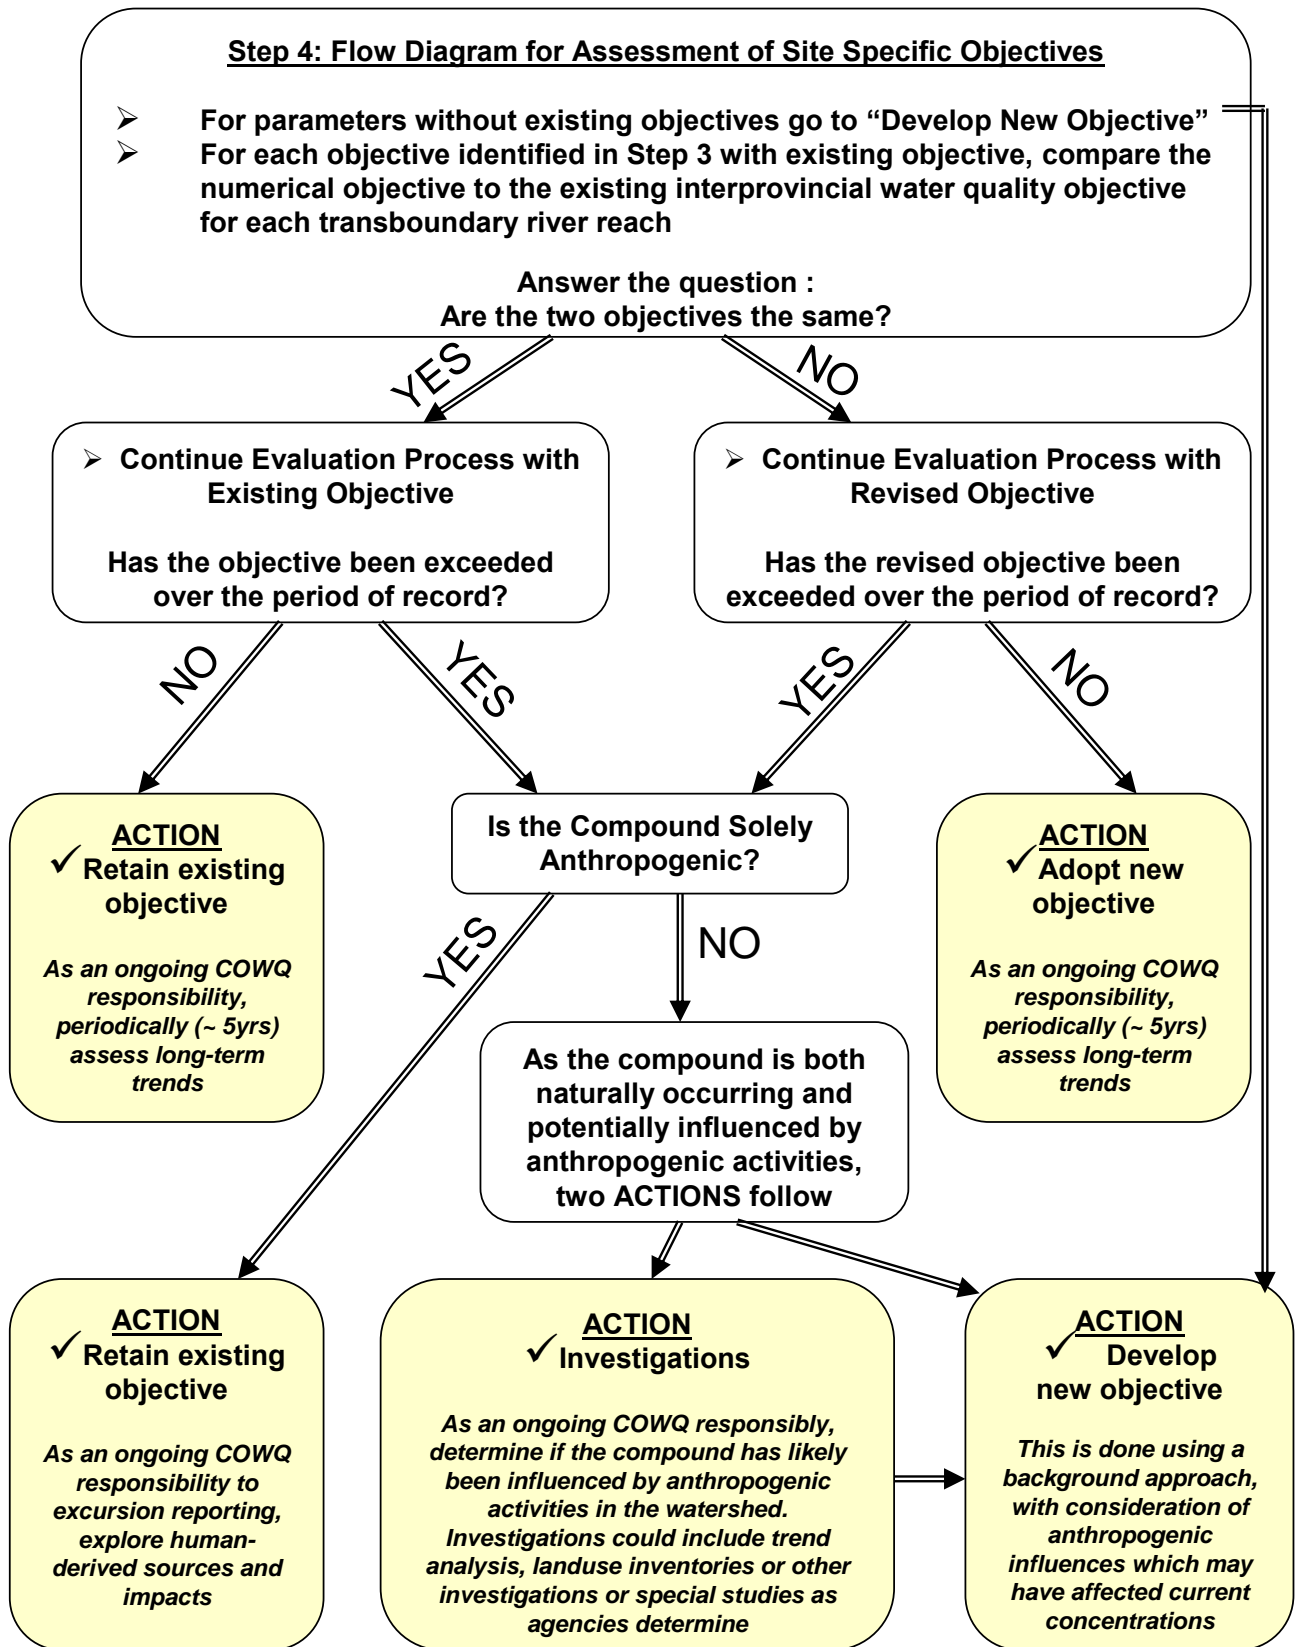 Step 4: Flow Diagram for Assessment of Site Specific Objectives
➢ For parameters without existing objectives go to “Develop New Objective”
➢ For each objective identified in Step 3 with existing objective, compare the
numerical objective to the existing interprovincial water quality objective
for each transboundary river reach
Answer the question :
Are the two objectives the same?
YES
NO
➢ Continue Evaluation Process with
Existing Objective
Has the objective been exceeded
over the period of record?
➢ Continue Evaluation Process with
Revised Objective
Has the revised objective been
exceeded over the period of record?
NO
YES
YES
NO
ACTION
✓ Retain existing
objective
As an ongoing COWQ
responsibility,
periodically (~ 5yrs)
assess long-term
trends
Is the Compound Solely
Anthropogenic?
ACTION
✓ Adopt new
objective
As an ongoing COWQ
responsibility,
periodically (~ 5yrs)
assess long-term
trends
YES
NO
As the compound is both
naturally occurring and
potentially influenced by
anthropogenic activities,
two ACTIONS follow
ACTION
✓ Retain existing
objective
As an ongoing COWQ
responsibility to
excursion reporting,
explore human-
derived sources and
impacts
ACTION
✓ Investigations
As an ongoing COWQ responsibly,
determine if the compound has likely
been influenced by anthropogenic
activities in the watershed.
Investigations could include trend
analysis, landuse inventories or other
investigations or special studies as
agencies determine
ACTION
✓ Develop
new objective
This is done using a
background approach,
with consideration of
anthropogenic
influences which may
have affected current
concentrations